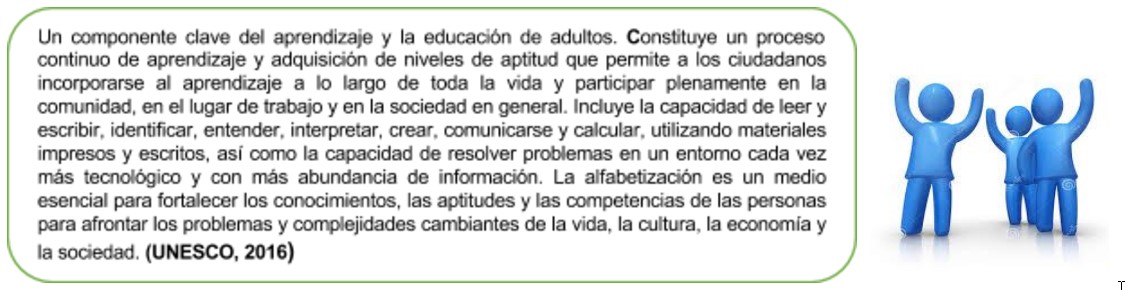 Un componente clave del aprendizaje y la educación de adultos. Constituye un proceso
continuo de aprendizaje y adquisición de niveles de aptitud que permite a los ciudadanos
incorporarse al aprendizaje a lo largo de toda la vida y participar plenamente en la
comunidad, en el lugar de trabajo y en la sociedad en general. Incluye la capacidad de leer y
escribir, identificar, entender, interpretar, crear, comunicarse y calcular, utilizando materiales
impresos y escritos, así como la capacidad de resolver problemas en un entorno cada vez
más tecnológico y con más abundancia de información. La alfabetización es un medio
esencial para fortalecer los conocimientos, las aptitudes y las competencias de las personas
para afrontar los problemas y complejidades cambiantes de la vida, la cultura, la economía y
la sociedad. (UNESCO, 2016)